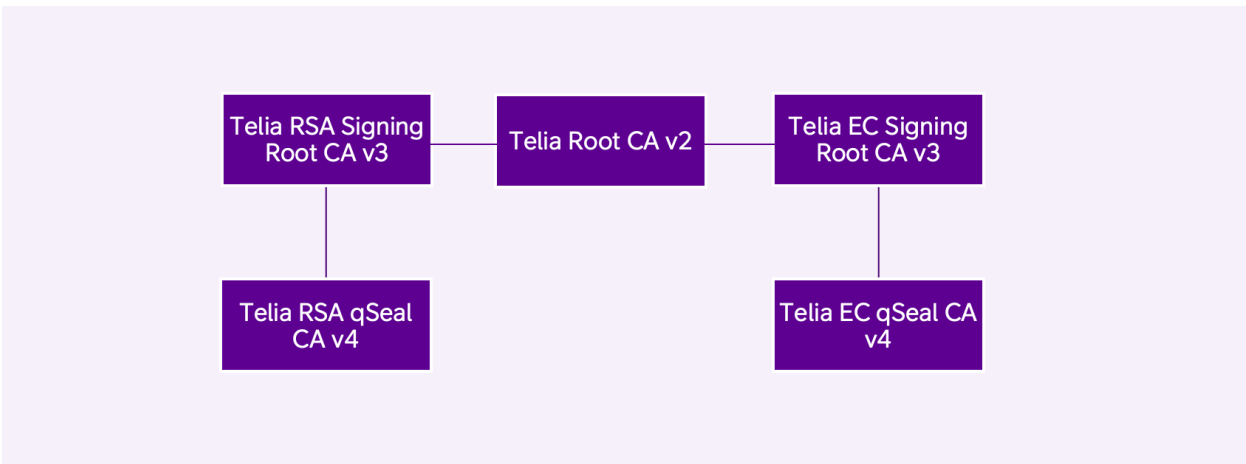 Telia RSA Signing
Root CA v3
Telia Root CA v2
Telia EC Signing
Root CA v3
Telia RSA qSeal
CA v4
Telia EC qSeal CA
v4